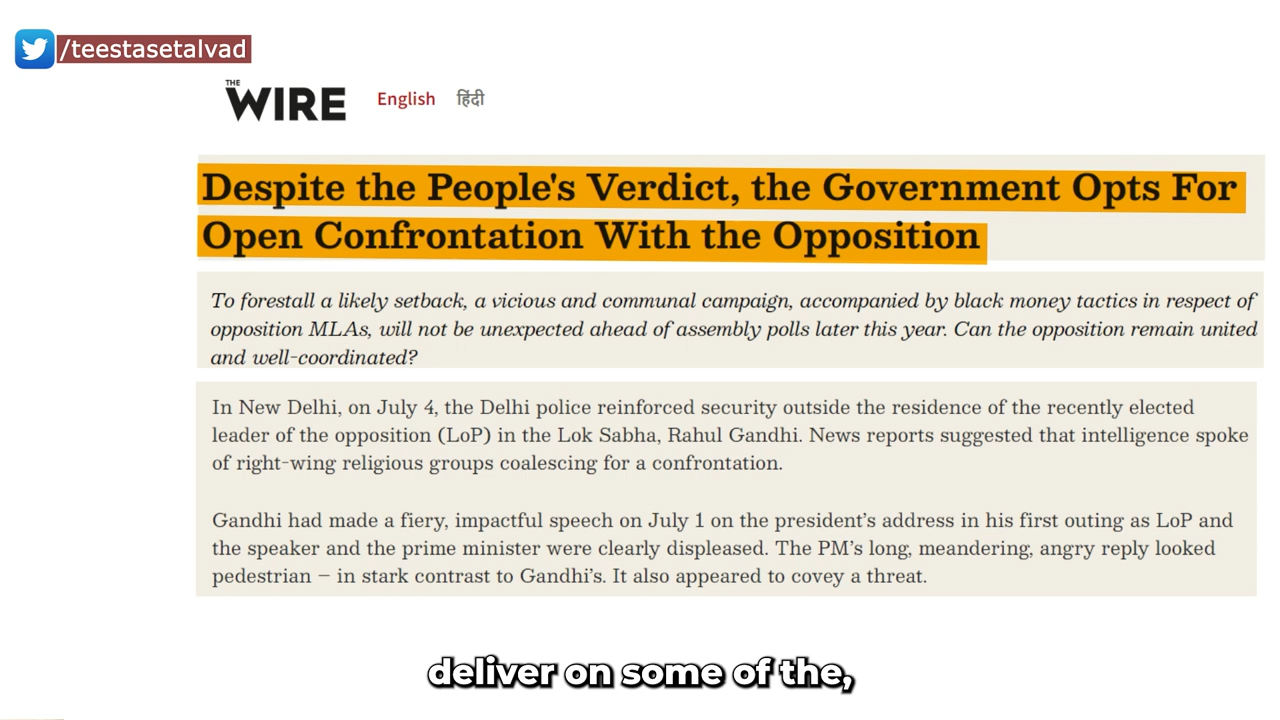 /teestasetalvad
THE WIRE English हिंदी
Despite the People's Verdict, the Government Opts For
Open Confrontation With the Opposition
To forestall a likely setback, a vicious and communal campaign, accompanied by black money tactics in respect of
opposition MLAs, will not be unexpected ahead of assembly polls later this year. Can the opposition remain united
and well-coordinated?
In New Delhi, on July 4, the Delhi police reinforced security outside the residence of the recently elected
leader of the opposition (LoP) in the Lok Sabha, Rahul Gandhi. News reports suggested that intelligence spoke
of right-wing religious groups coalescing for a confrontation.
Gandhi had made a fiery, impactful speech on July 1 on the president’s address in his first outing as LoP and
the speaker and the prime minister were clearly displeased. The PM’s long, meandering, angry reply looked
pedestrian – in stark contrast to Gandhi’s. It also appeared to covey a threat.
deliver on some of the,